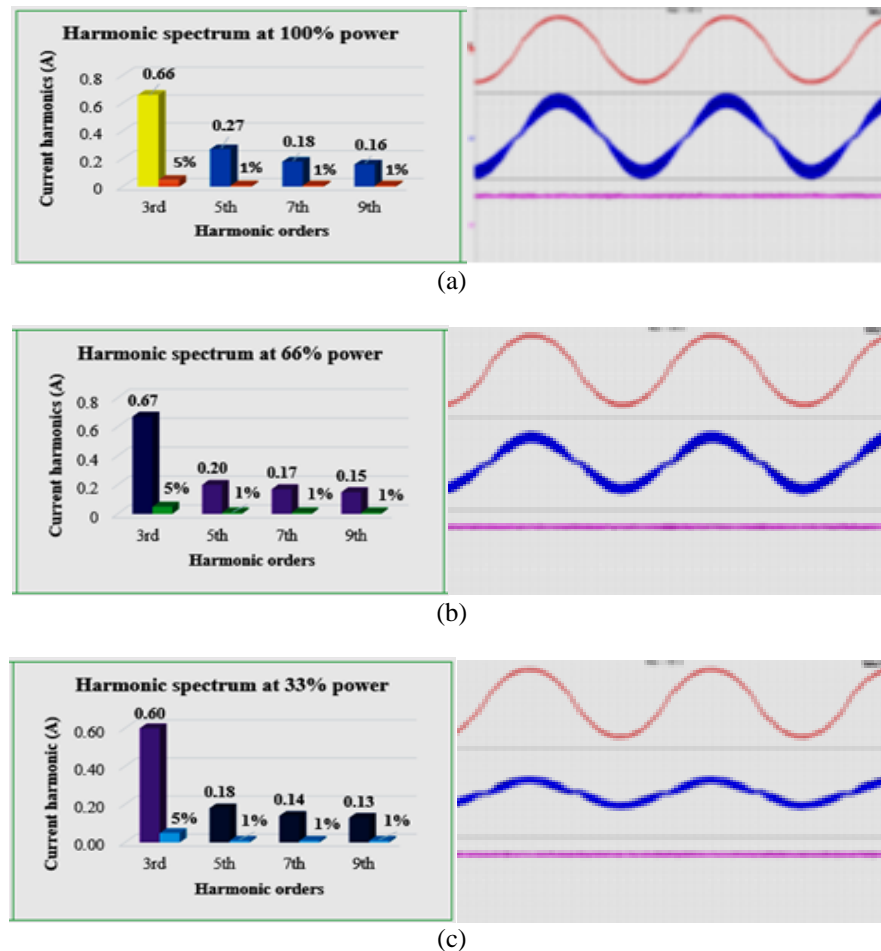 Harmonic spectrum at 100% power
Current harmonics (A)
0.8
0.6
0.4
0.2
0
0.66
5%
0.27
1%
0.18
1%
0.16
1%
3rd 5th 7th 9th
Harmonic orders
(a)
Harmonic spectrum at 66% power
Current harmonics (A)
0.8
0.6
0.4
0.2
0
0.67
5%
0.20
1%
0.17
1%
0.15
1%
3rd 5th 7th 9th
Harmonic orders
(b)
Harmonic spectrum at 33% power
Current harmonic (A)
0.60
0.40
0.20
0.00
0.60
5%
0.18
1%
0.14
1%
0.13
1%
3rd 5th 7th 9th
Harmonic orders
(c)